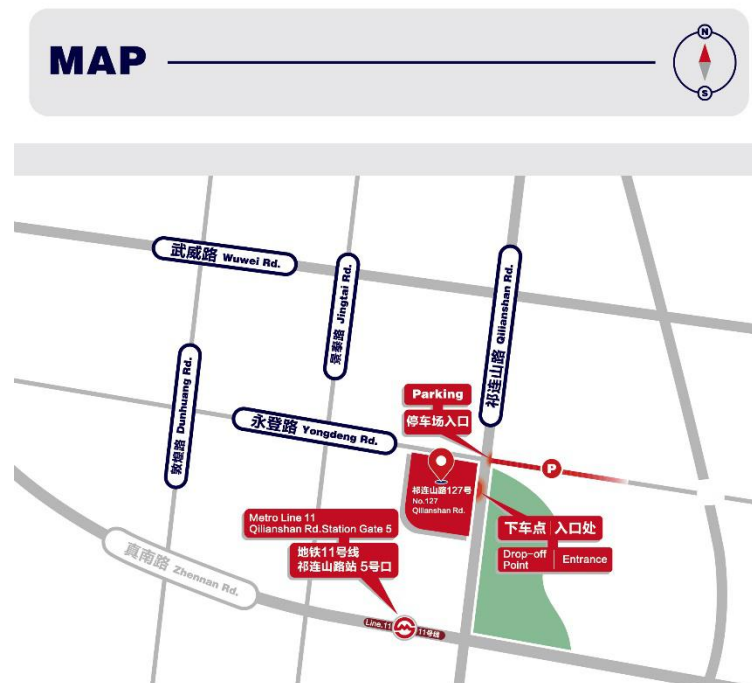 MAP
N
S
武威路 Wuwei Rd.
景泰路 Jingtai Rd.
祁连山路 Qilianshan Rd.
敦煌路 Dunhuang Rd.
永登路 Yongdeng Rd.
Parking
停车场入口
P
祁连山路127号
No.127
Qilianshan Rd.
下车点 入口处
Drop-off
Point
Entrance
Metro Line 11
Qilianshan Rd.Station Gate 5
地铁11号线
祁连山路站 5号口
真南路 Zhennan Rd.
Line.11
11号线